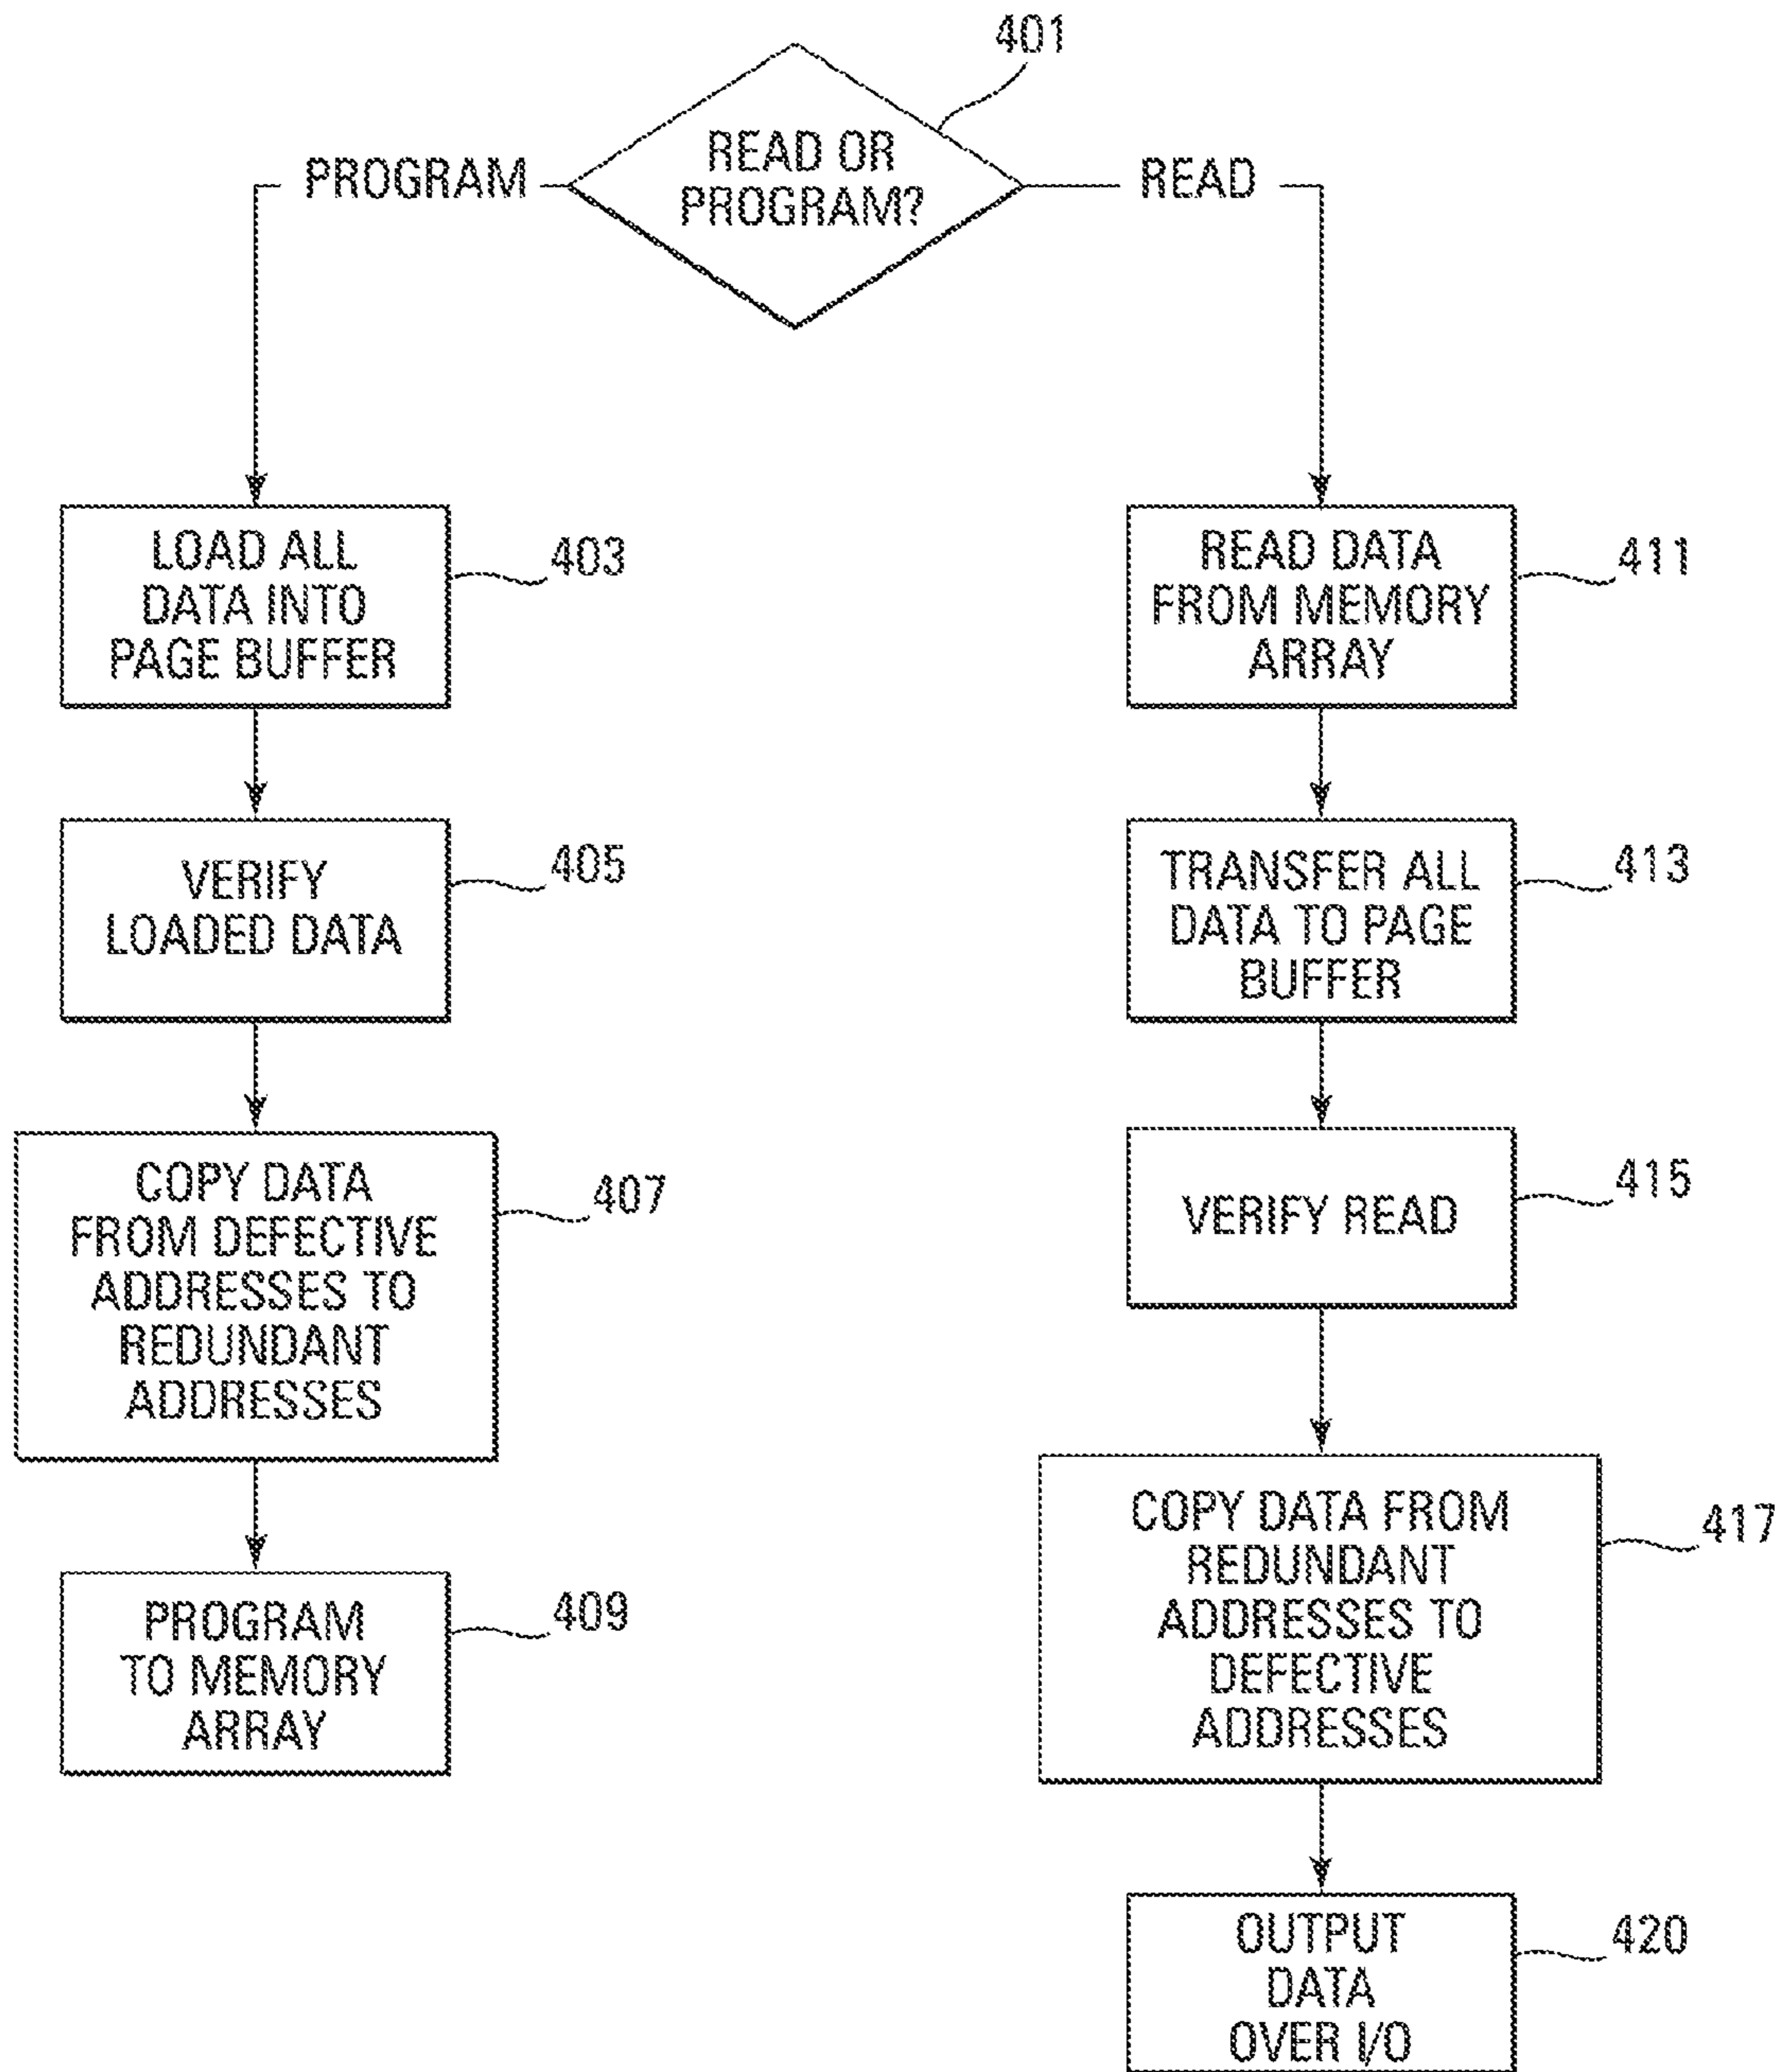 401
READ OR
PROGRAM?
PROGRAM
READ
LOAD ALL
DATA INTO
PAGE BUFFER
403
VERIFY
LOADED DATA
405
COPY DATA
FROM DEFECTIVE
ADDRESSES TO
REDUNDANT
ADDRESSES
407
PROGRAM
TO MEMORY
ARRAY
409
READ DATA
FROM MEMORY
ARRAY
411
TRANSFER ALL
DATA TO PAGE
BUFFER
413
VERIFY READ
415
COPY DATA FROM
REDUNDANT
ADDRESSES TO
DEFECTIVE
ADDRESSES
417
OUTPUT
DATA
OVER I/O
420